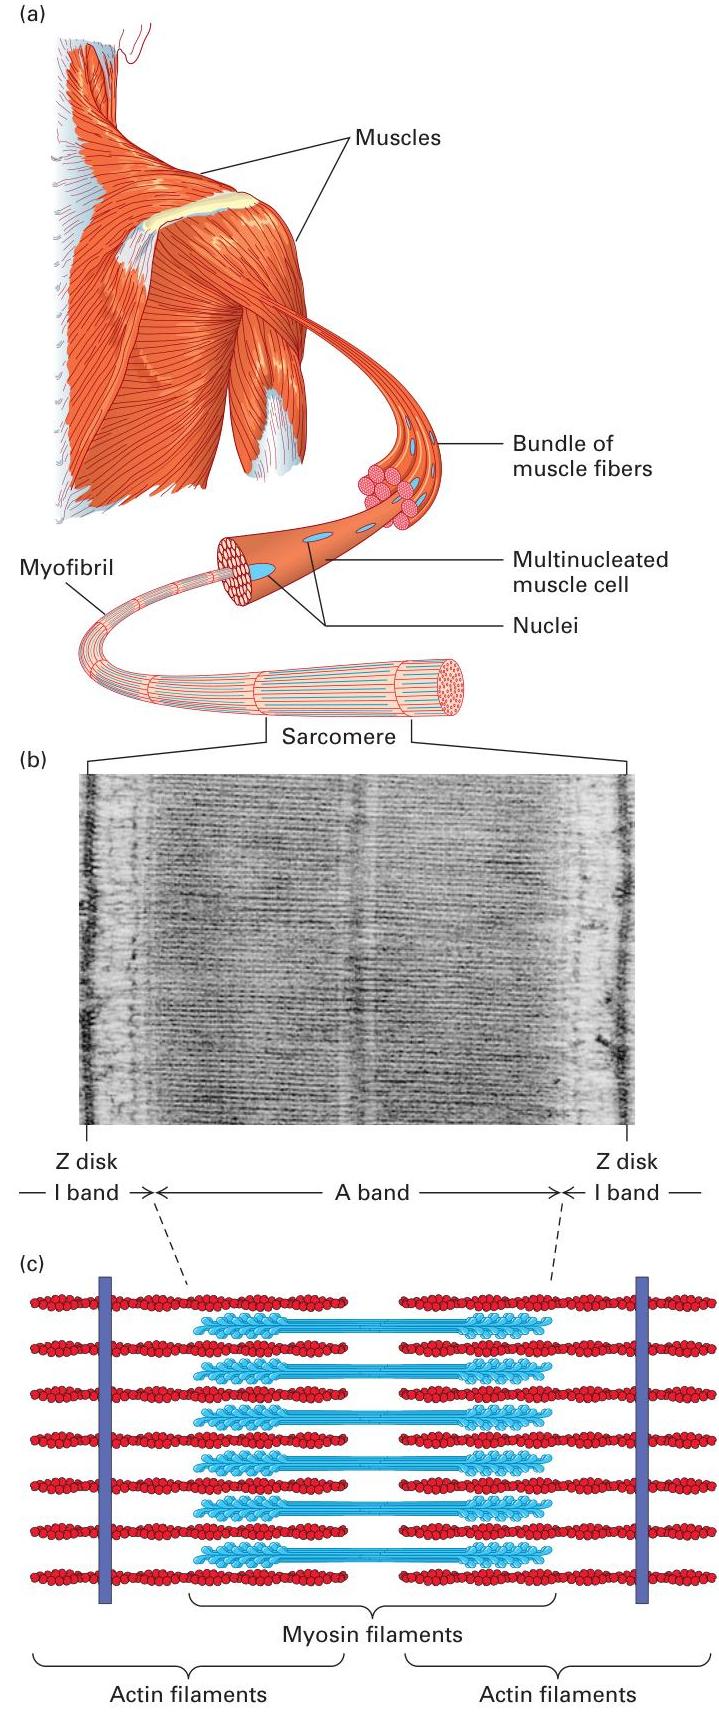 (a)
Muscles
Bundle of
muscle fibers
Myofibril
Multinucleated
muscle cell
Nuclei
Sarcomere
(b)
Z disk
Z disk
I band
A band
I band
(c)
Myosin filaments
Actin filaments
Actin filaments